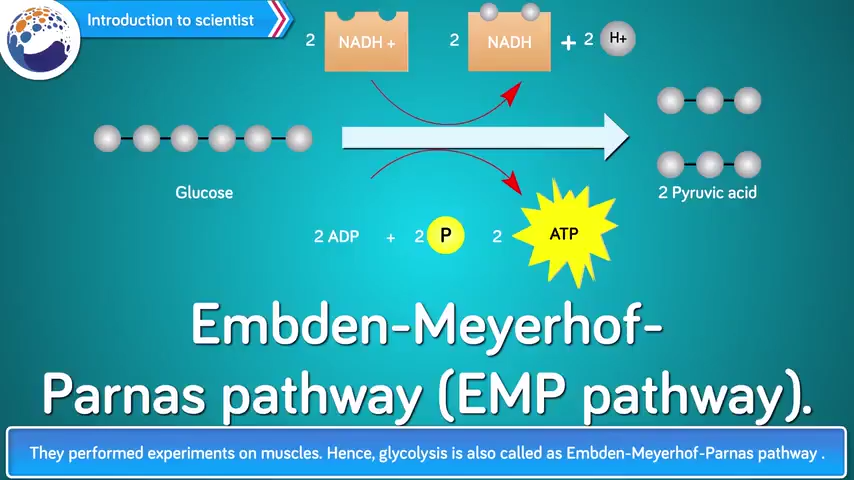 Introduction to scientist
2 NADH + 2 NADH + 2 H+
Glucose
2 Pyruvic acid
2 ADP + 2 P 2 ATP
Embden-Meyerhof-
Parnas pathway (EMP pathway).
They performed experiments on muscles. Hence, glycolysis is also called as Embden-Meyerhof-Parnas pathway .